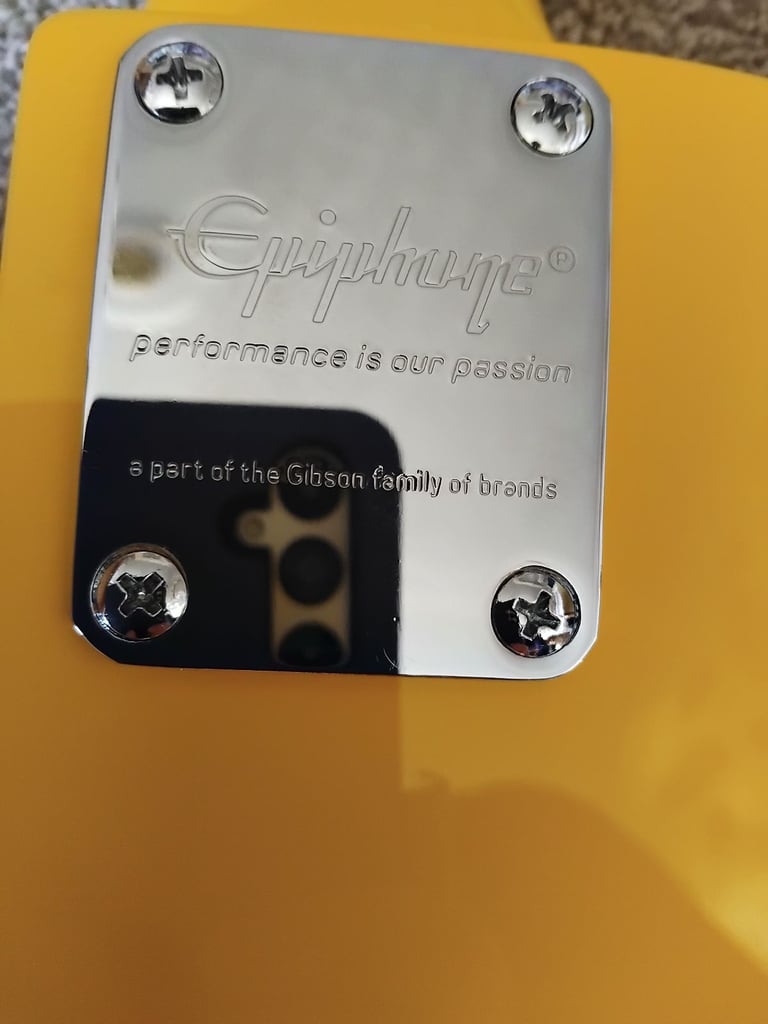 Epiphone®
performance is our passion
a part of the Gibson family of brands